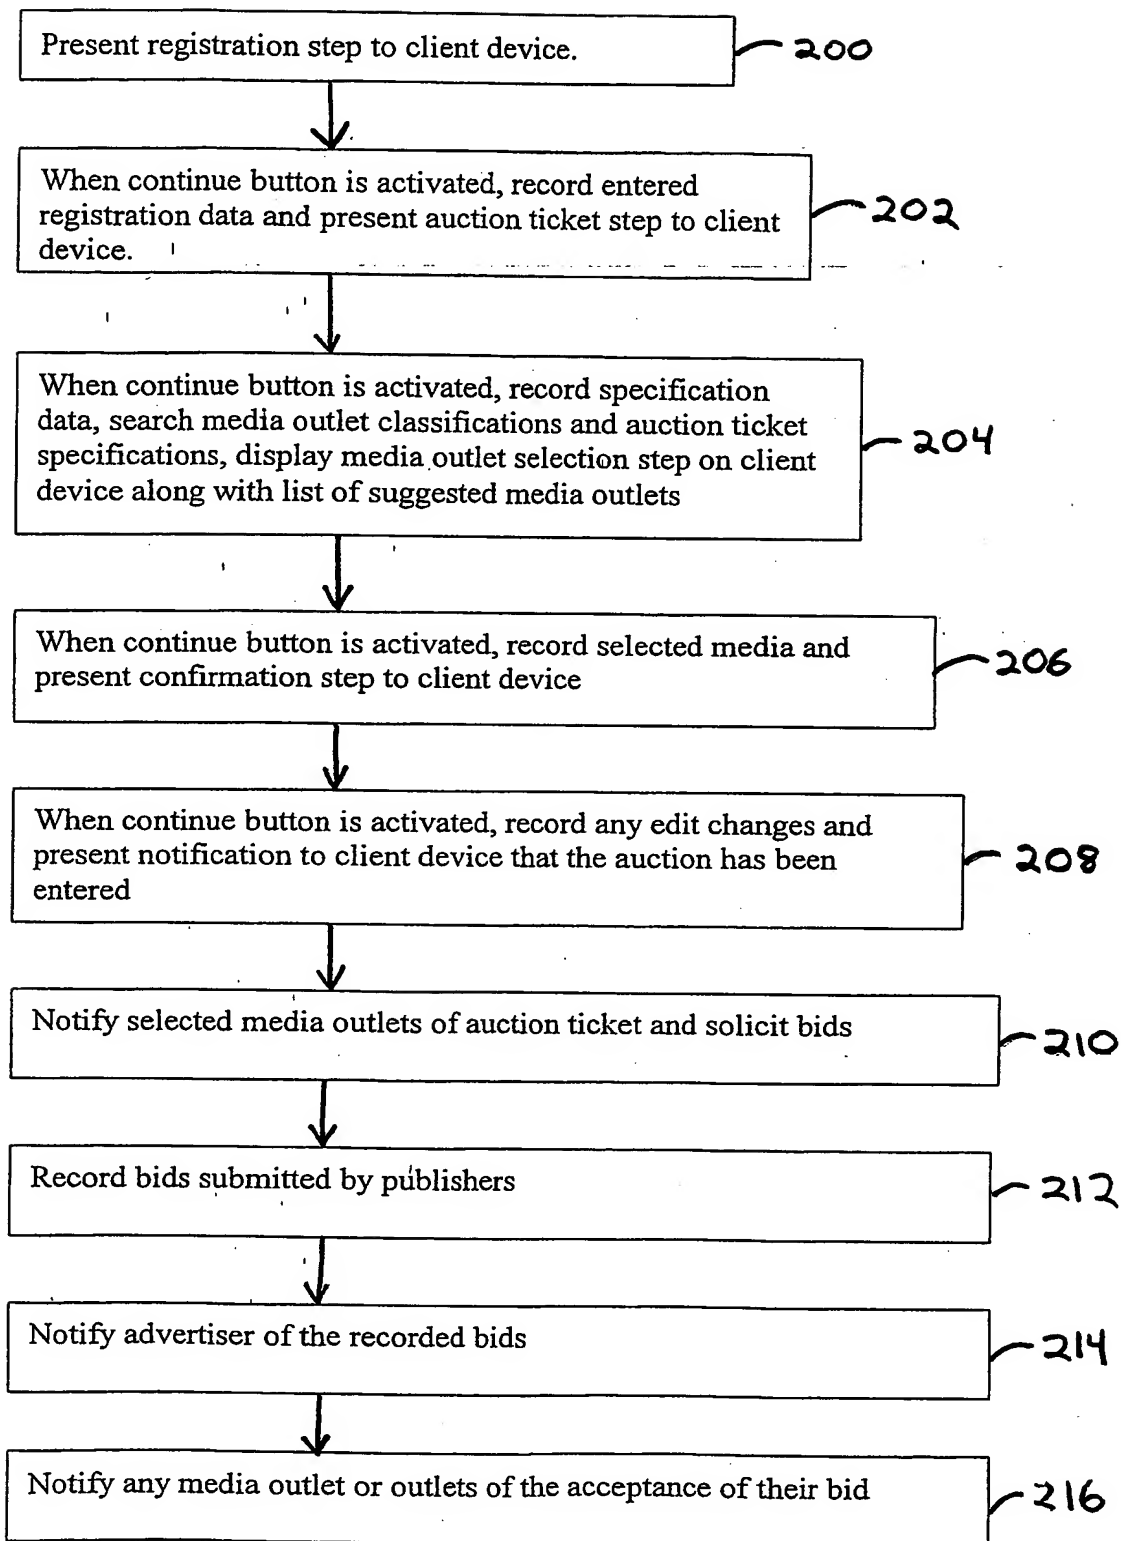 Present registration step to client device.
200
When continue button is activated, record entered
registration data and present auction ticket step to client
device.
202
When continue button is activated, record specification
data, search media outlet classifications and auction ticket
specifications, display media outlet selection step on client
device along with list of suggested media outlets
204
When continue button is activated, record selected media and
present confirmation step to client device
206
When continue button is activated, record any edit changes and
present notification to client device that the auction has been
entered
208
Notify selected media outlets of auction ticket and solicit bids
210
Record bids submitted by publishers
212
Notify advertiser of the recorded bids
214
Notify any media outlet or outlets of the acceptance of their bid
216